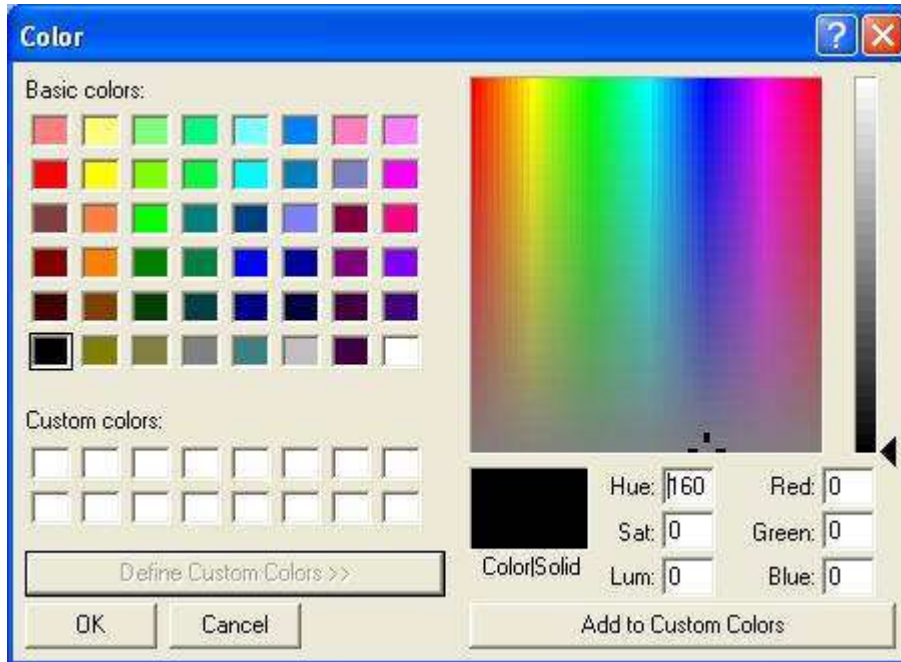 Color
Basic colors:
Custom colors:
Define Custom Colors >>
OK Cancel
Color|Solid
Hue: 160 Red: 0
Sat: 0 Green: 0
Lum: 0 Blue: 0
Add to Custom Colors